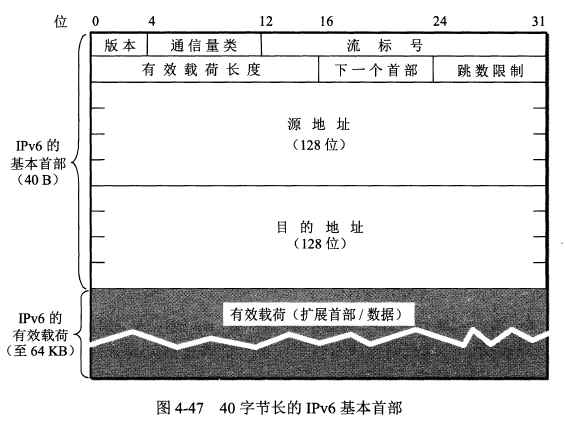 位 0 4 12 16 24 31
版本 通信量类 流标号
有效载荷长度 下一个首部 跳数限制
源地址
(128 位)
IPv6 的
基本首部
(40 B)
目的地址
(128 位)
IPv6 的
有效载荷
(至 64 KB)
有效载荷（扩展首部 / 数据）
图 4-47 40 字节长的 IPv6 基本首部